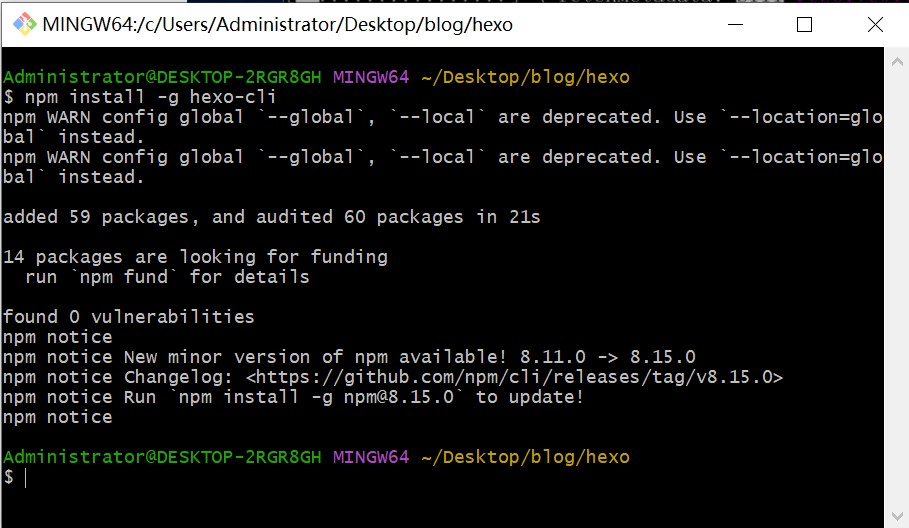 MINGW64:/c/Users/Administrator/Desktop/blog/hexo
Administrator@DESKTOP-2RGR8GH MINGW64 ~/Desktop/blog/hexo
$ npm install -g hexo-cli
npm WARN config global `--global`, `--local` are deprecated. Use `--location=glo
bal` instead.
npm WARN config global `--global`, `--local` are deprecated. Use `--location=glo
bal` instead.
added 59 packages, and audited 60 packages in 21s
14 packages are looking for funding
  run `npm fund` for details
found 0 vulnerabilities
npm notice
npm notice New minor version of npm available! 8.11.0 -> 8.15.0
npm notice Changelog: <https://github.com/npm/cli/releases/tag/v8.15.0>
npm notice Run `npm install -g npm@8.15.0` to update!
npm notice
Administrator@DESKTOP-2RGR8GH MINGW64 ~/Desktop/blog/hexo
$